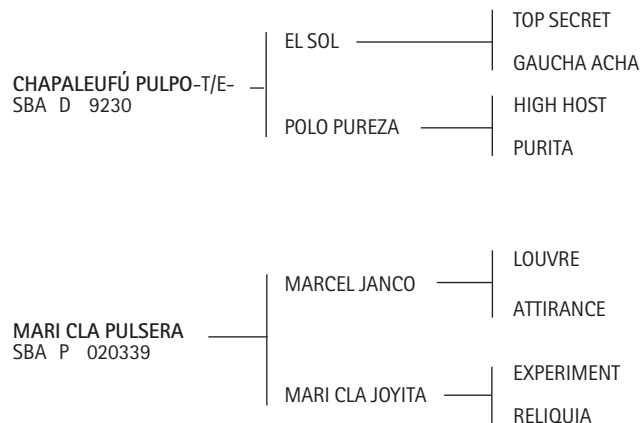 TOP SECRET
EL SOL
GAUCHA ACHA
CHAPALEUFÚ PULPO-T/E-
SBA D 9230
HIGH HOST
POLO PUREZA
PURITA
LOUVRE
MARCEL JANCO
ATTIRANCE
MARI CLA PULSERA
SBA P 020339
EXPERIMENT
MARI CLA JOYITA
RELIQUIA